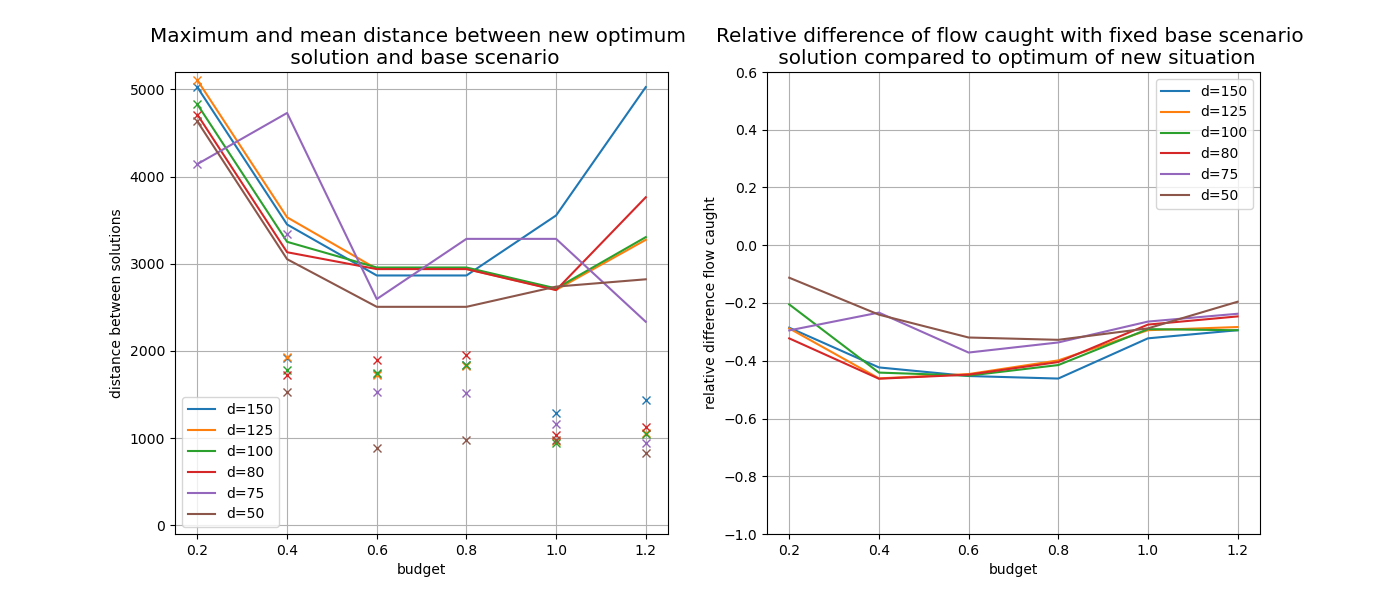 Maximum and mean distance between new optimum
solution and base scenario
distance between solutions
5000
4000
3000
2000
1000
0
d=150
d=125
d=100
d=80
d=75
d=50
0.2 0.4 0.6 0.8 1.0 1.2
budget
Relative difference of flow caught with fixed base scenario
solution compared to optimum of new situation
relative difference flow caught
0.6
0.4
0.2
0.0
−0.2
−0.4
−0.6
−0.8
−1.0
d=150
d=125
d=100
d=80
d=75
d=50
0.2 0.4 0.6 0.8 1.0 1.2
budget